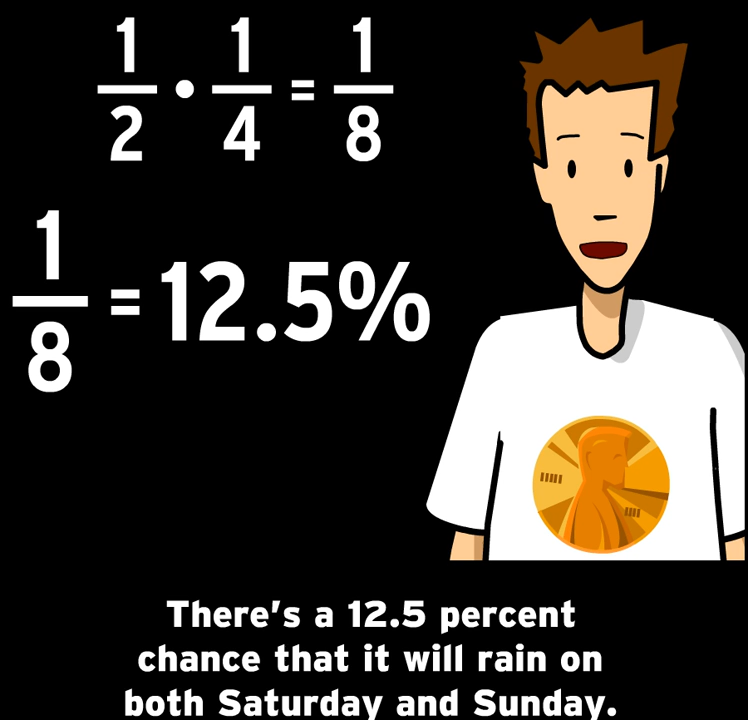 1/2 • 1/4 = 1/8
1/8 = 12.5%
There's a 12.5 percent
chance that it will rain on
both Saturday and Sunday.